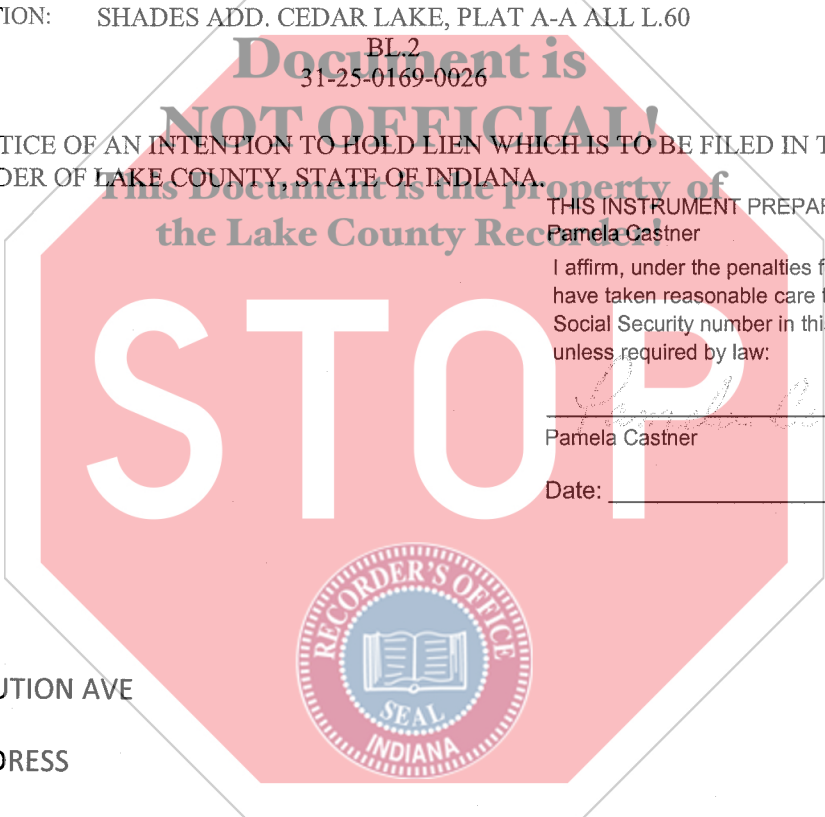 TION: SHADES ADD. CEDAR LAKE, PLAT A-A ALL L.60
BL.2
31-25-0169-0026
Document is
NOT OFFICIAL!
This Document is the property of
the Lake County Recorder!
TICE OF AN INTENTION TO HOLD LIEN WHICH IS TO BE FILED IN T
DER OF LAKE COUNTY, STATE OF INDIANA.
THIS INSTRUMENT PREPAR
Pamela Castner
I affirm, under the penalties f
have taken reasonable care t
Social Security number in thi
unless required by law:
Pamela Ca
Pamela Castner
Date:
STOP
RECORDER'S OFFICE
SEAL
INDIANA
UTION AVE
DRESS